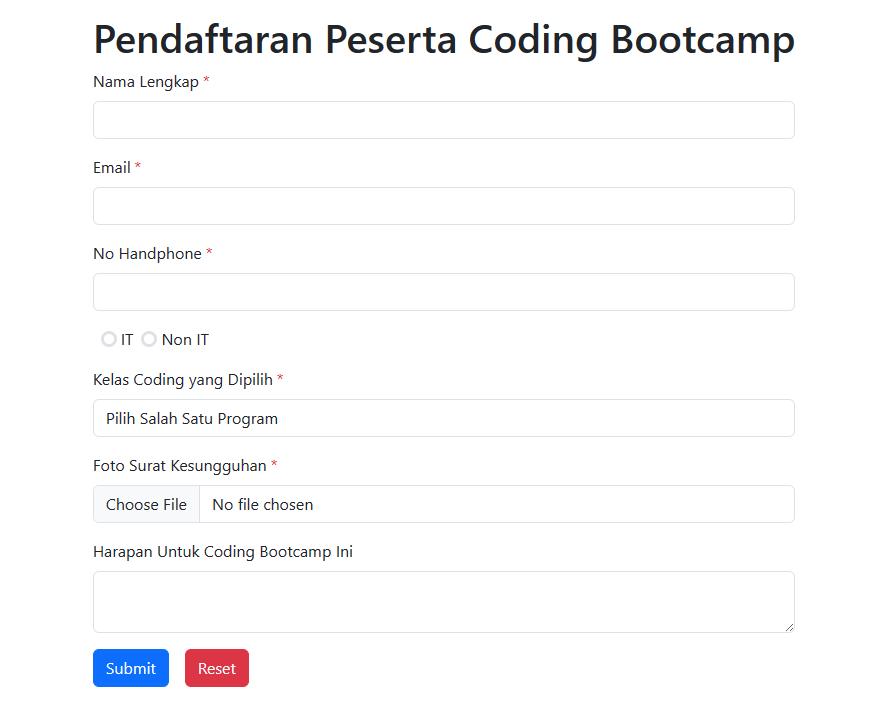 Pendaftaran Peserta Coding Bootcamp
Nama Lengkap *
Email *
No Handphone *
IT Non IT
Kelas Coding yang Dipilih *
Pilih Salah Satu Program
Foto Surat Kesungguhan *
Choose File No file chosen
Harapan Untuk Coding Bootcamp Ini
Submit Reset